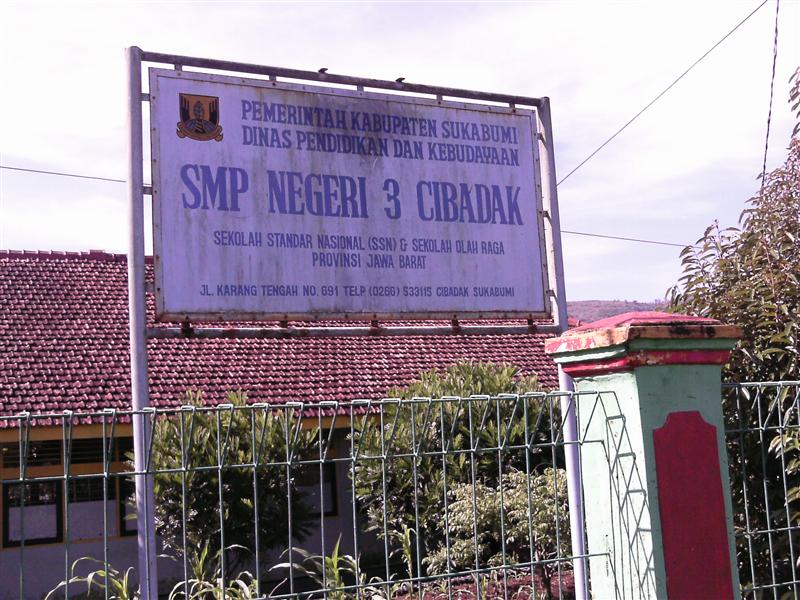 PEMERINTAH KABUPATEN SUKABUMI
DINAS PENDIDIKAN DAN KEBUDAYAAN
SMP NEGERI 3 CIBADAK
SEKOLAH STANDAR NASIONAL (SSN) & SEKOLAH OLAH RAGA
PROVINSI JAWA BARAT
JL. KARANG TENGAH NO. 691 TELP (0266) 533115 CIBADAK SUKABUMI